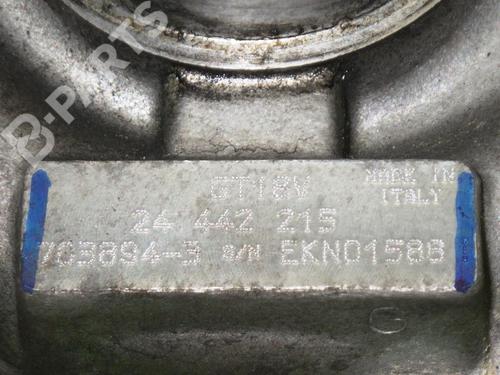 B-PARTS
GT18V MADE IN
24 442 215 ITALY
763894-3 S/N EKN01588
G